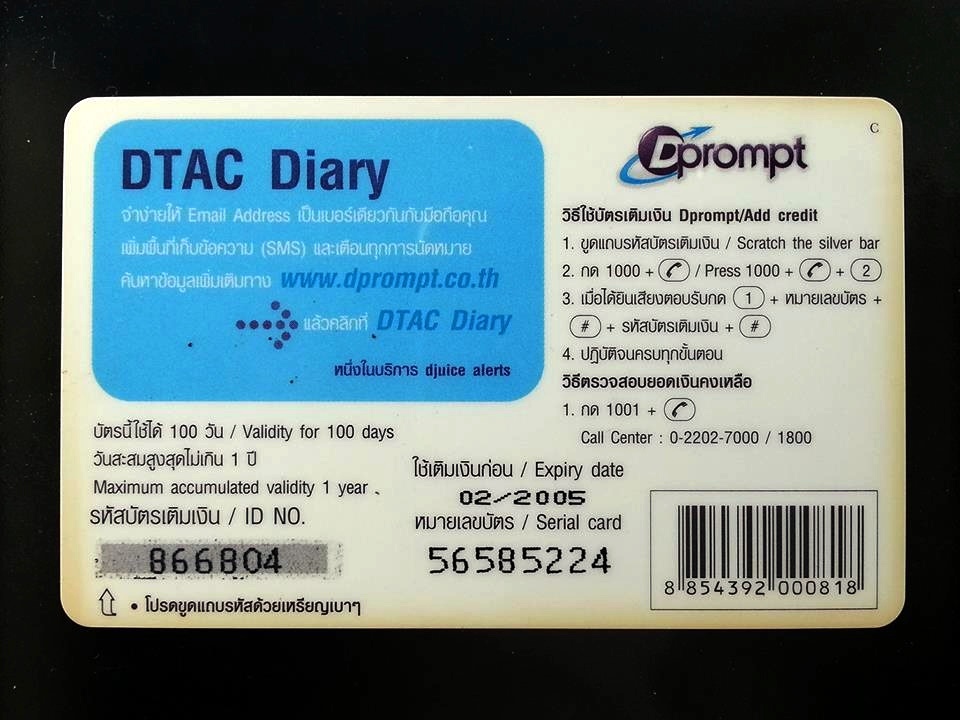 DTAC Diary
จำง่ายให้ Email Address เป็นเบอร์เดียวกันกับมือถือคุณ
เพิ่มพื้นที่เก็บข้อความ (SMS) และเตือนทุกการนัดหมาย
ค้นหาข้อมูลเพิ่มเติมทาง www.dprompt.co.th
แล้วคลิกที่ DTAC Diary
หนึ่งในบริการ djuice alerts
บัตรนี้ใช้ได้ 100 วัน / Validity for 100 days
วันสะสมสูงสุดไม่เกิน 1 ปี
Maximum accumulated validity 1 year
รหัสบัตรเติมเงิน / ID NO.
866804
• โปรดขูดแถบรหัสด้วยเหรียญเบาๆ
ใช้เติมเงินก่อน / Expiry date
02/2005
หมายเลขบัตร / Serial card
56585224
C
Dprompt
วิธีใช้บัตรเติมเงิน Dprompt/Add credit
1. ขูดแถบรหัสบัตรเติมเงิน / Scratch the silver bar
2. กด 1000 + / Press 1000 + + 2
3. เมื่อได้ยินเสียงตอบรับกด 1 + หมายเลขบัตร +
# + รหัสบัตรเติมเงิน + #
4. ปฏิบัติจนครบทุกขั้นตอน
วิธีตรวจสอบยอดเงินคงเหลือ
1. กด 1001 +
Call Center : 0-2202-7000 / 1800
8 854392 000818